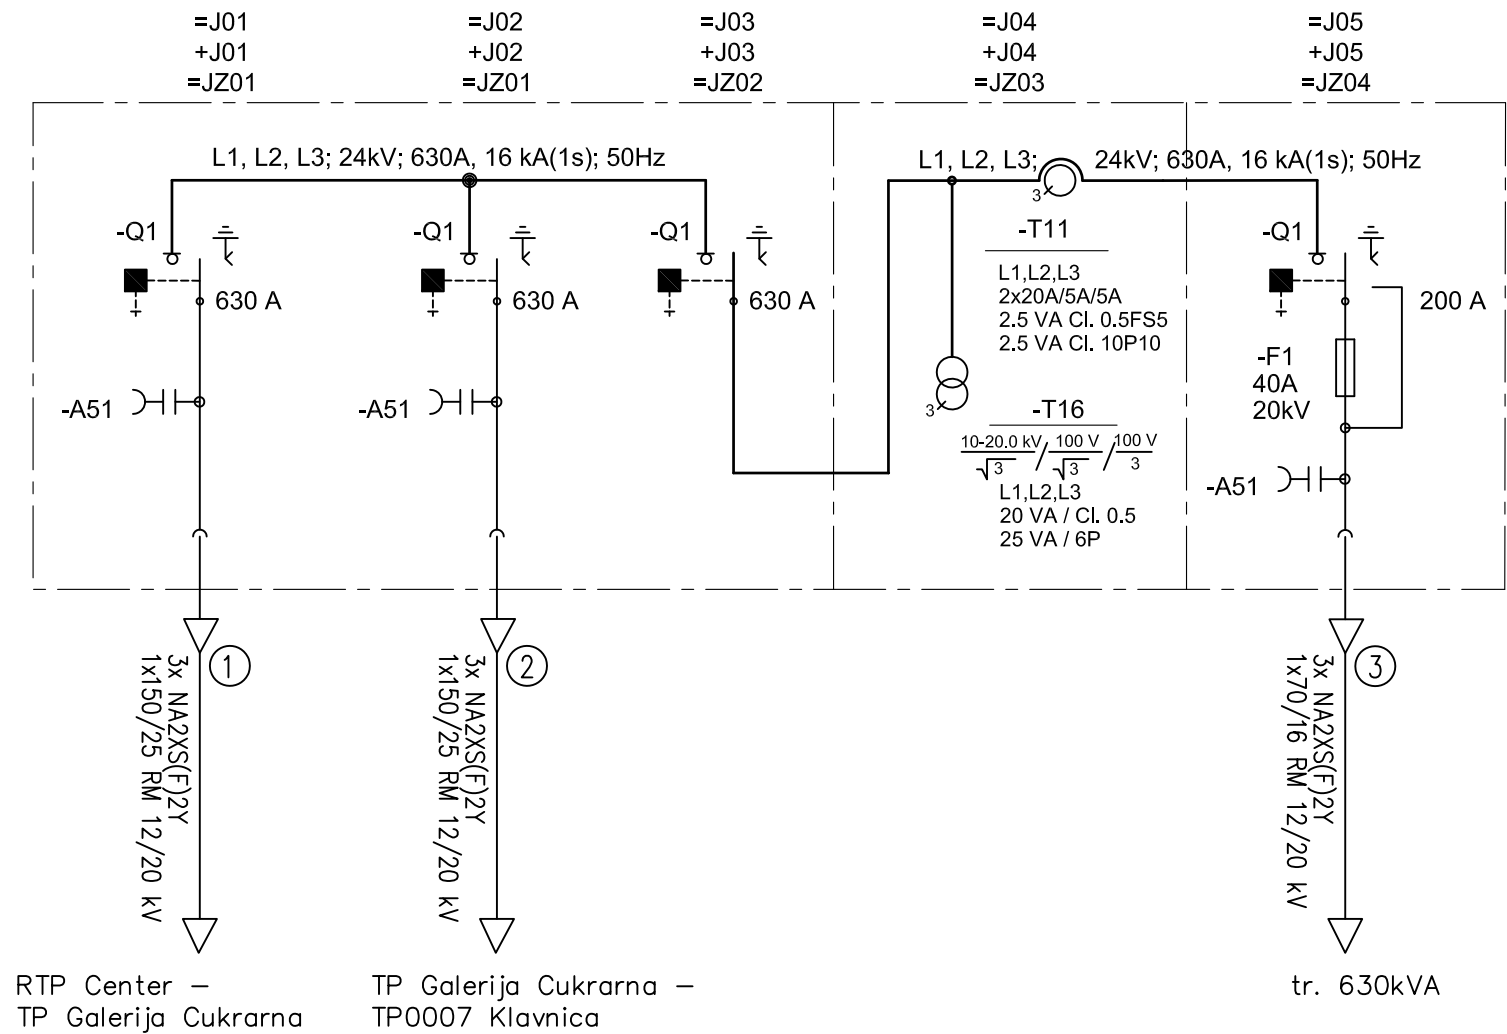 =J01
+J01
=JZ01
=J02
+J02
=JZ01
=J03
+J03
=JZ02
=J04
+J04
=JZ03
=J05
+J05
=JZ04
L1, L2, L3; 24kV; 630A, 16 kA(1s); 50Hz
L1, L2, L3; 24kV; 630A, 16 kA(1s); 50Hz
-Q1
630 A
-A51
-Q1
630 A
-A51
-Q1
630 A
3
-T11
L1,L2,L3
2x20A/5A/5A
2.5 VA Cl. 0.5FS5
2.5 VA Cl. 10P10
3
-T16
10-20.0 kV / 100 V / 100 V
√3 √3 3
L1,L2,L3
20 VA / Cl. 0.5
25 VA / 6P
-Q1
200 A
-F1
40A
20kV
-A51
1
3x NA2XS(F)2Y
1x150/25 RM 12/20 kV
2
3x NA2XS(F)2Y
1x150/25 RM 12/20 kV
3
3x NA2XS(F)2Y
1x70/16 RM 12/20 kV
RTP Center –
TP Galerija Cukrarna
TP Galerija Cukrarna –
TP0007 Klavnica
tr. 630kVA